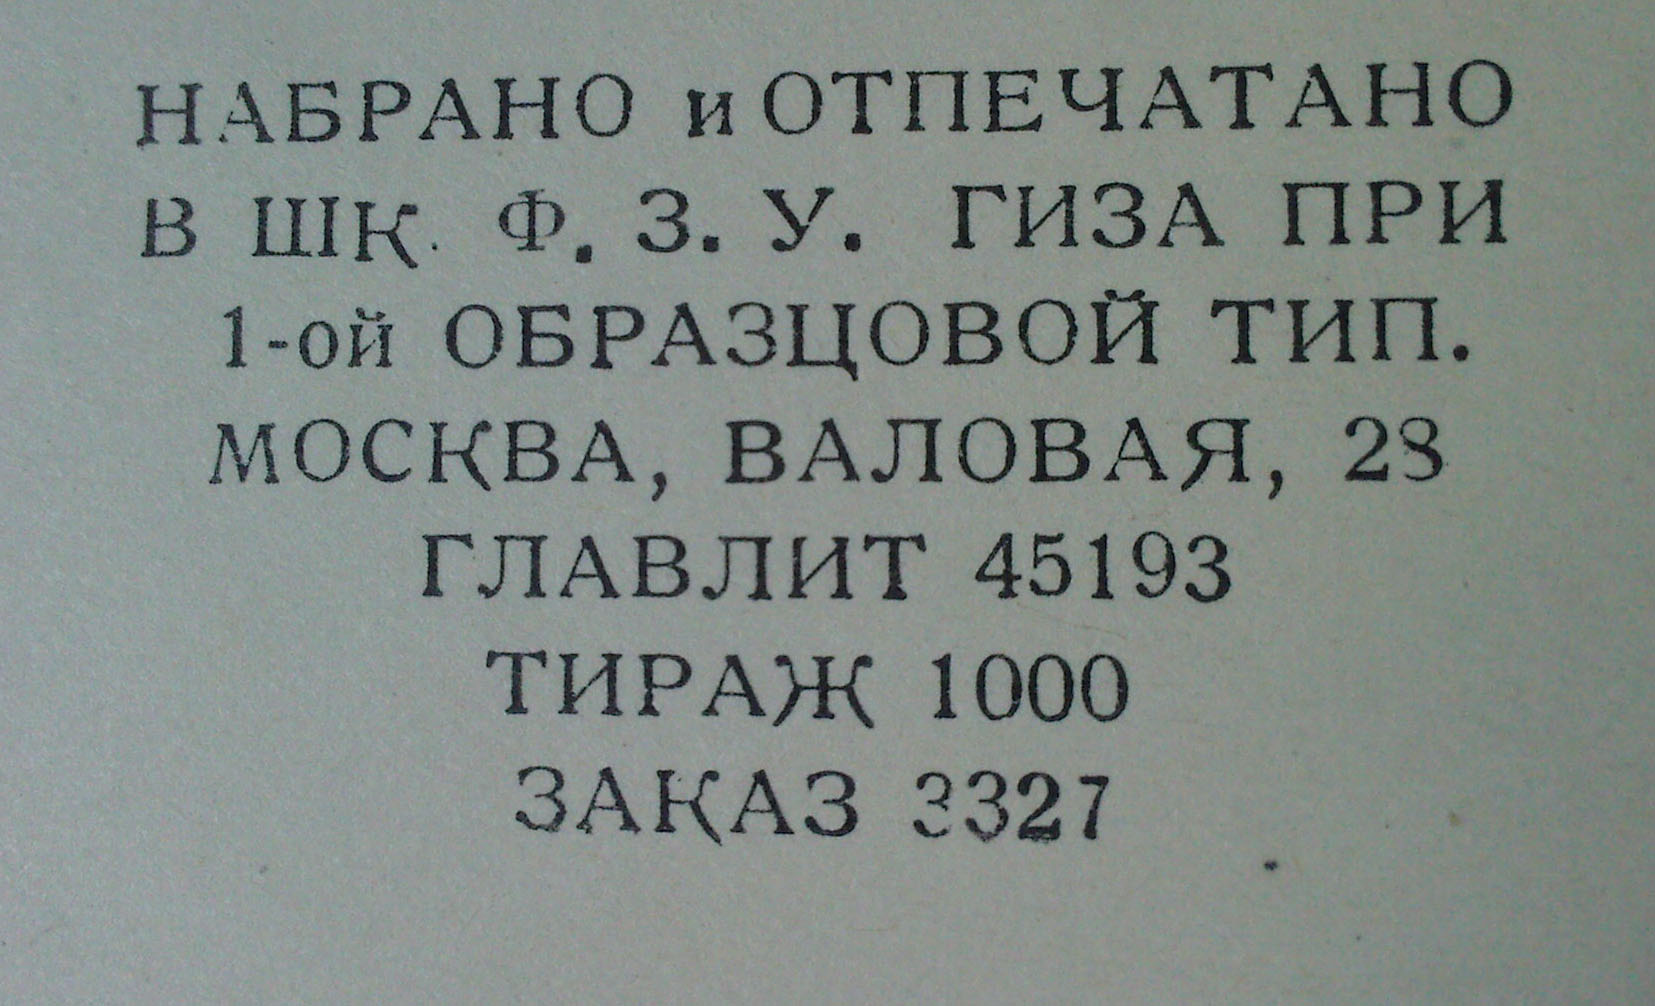 НАБРАНО и ОТПЕЧАТАНО
В ШК. Ф. З. У. ГИЗА ПРИ
1-ой ОБРАЗЦОВОЙ ТИП.
МОСКВА, ВАЛОВАЯ, 28
ГЛАВЛИТ 45193
ТИРАЖ 1000
ЗАКАЗ 3327